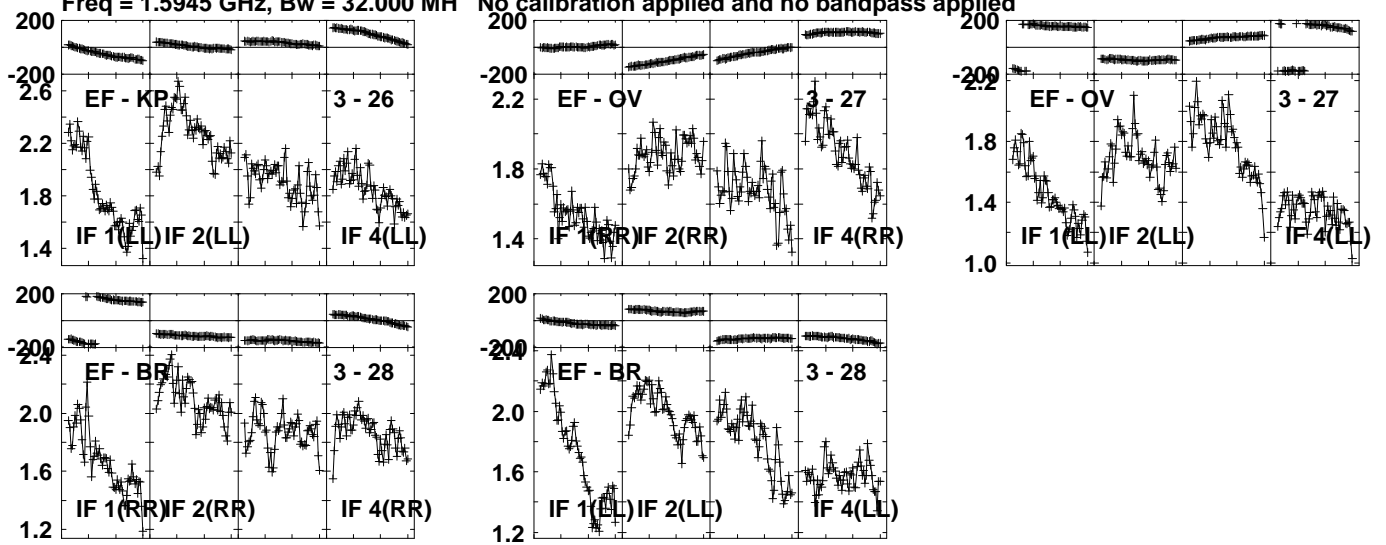 Freq = 1.5945 GHz, Bw = 32.000 MH No calibration applied and no bandpass applied
200
-200
2.6
2.2
1.8
1.4
EF - KP
3 - 26
IF 1(LL)
IF 2(LL)
IF 4(LL)
2.2
1.8
1.4
EF - OV
3 - 27
IF 1(RR)
IF 2(RR)
IF 4(RR)
2.2
1.8
1.4
1.0
EF - OV
3 - 27
IF 1(LL)
IF 2(LL)
IF 4(LL)
200
-200
2.4
2.0
1.6
1.2
EF - BR
3 - 28
IF 1(RR)
IF 2(RR)
IF 4(RR)
200
-200
2.4
2.0
1.6
1.2
EF - BR
3 - 28
IF 1(LL)
IF 2(LL)
IF 4(LL)